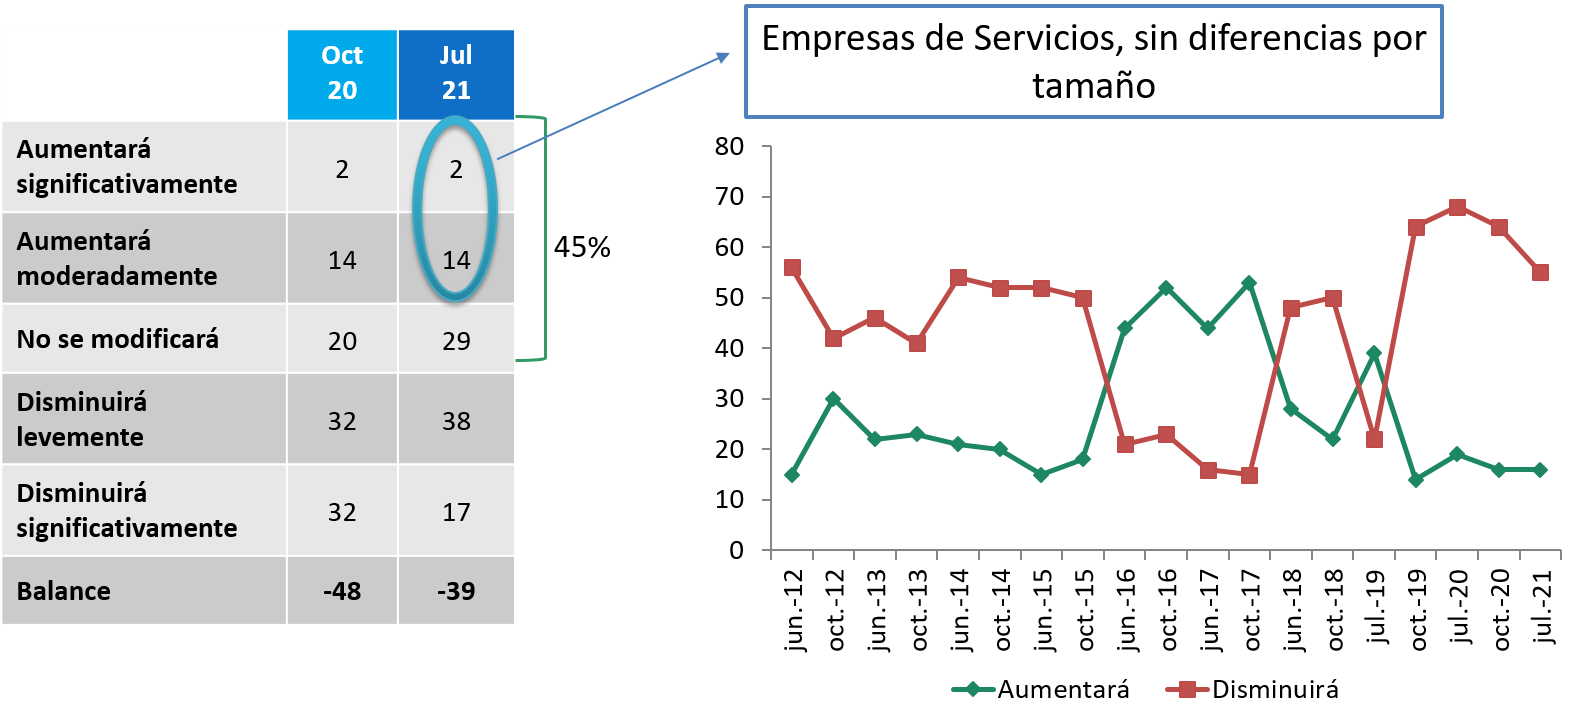 Oct
20
Jul
21
Aumentará
significativamente
2
2
Aumentará
moderadamente
14
14
No se modificará
20
29
Disminuirá
levemente
32
38
Disminuirá
significativamente
32
17
Balance
-48
-39
45%
Empresas de Servicios, sin diferencias por
tamaño
80
70
60
50
40
30
20
10
0
jun.-12
oct.-12
jun.-13
oct.-13
jun.-14
oct.-14
jun.-15
oct.-15
jun.-16
oct.-16
jun.-17
oct.-17
jun.-18
oct.-18
jul.-19
oct.-19
jul.-20
oct.-20
jul.-21
Aumentará
Disminuirá